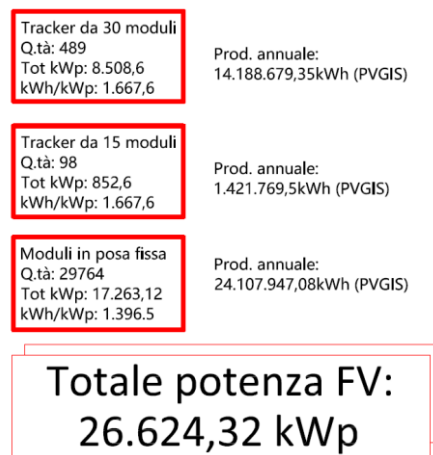 Tracker da 30 moduli
Q.tà: 489
Tot kWp: 8.508,6
kWh/kWp: 1.667,6
Prod. annuale:
14.188.679,35kWh (PVGIS)
Tracker da 15 moduli
Q.tà: 98
Tot kWp: 852,6
kWh/kWp: 1.667,6
Prod. annuale:
1.421.769,5kWh (PVGIS)
Moduli in posa fissa
Q.tà: 29764
Tot kWp: 17.263,12
kWh/kWp: 1.396.5
Prod. annuale:
24.107.947,08kWh (PVGIS)
Totale potenza FV:
26.624,32 kWp